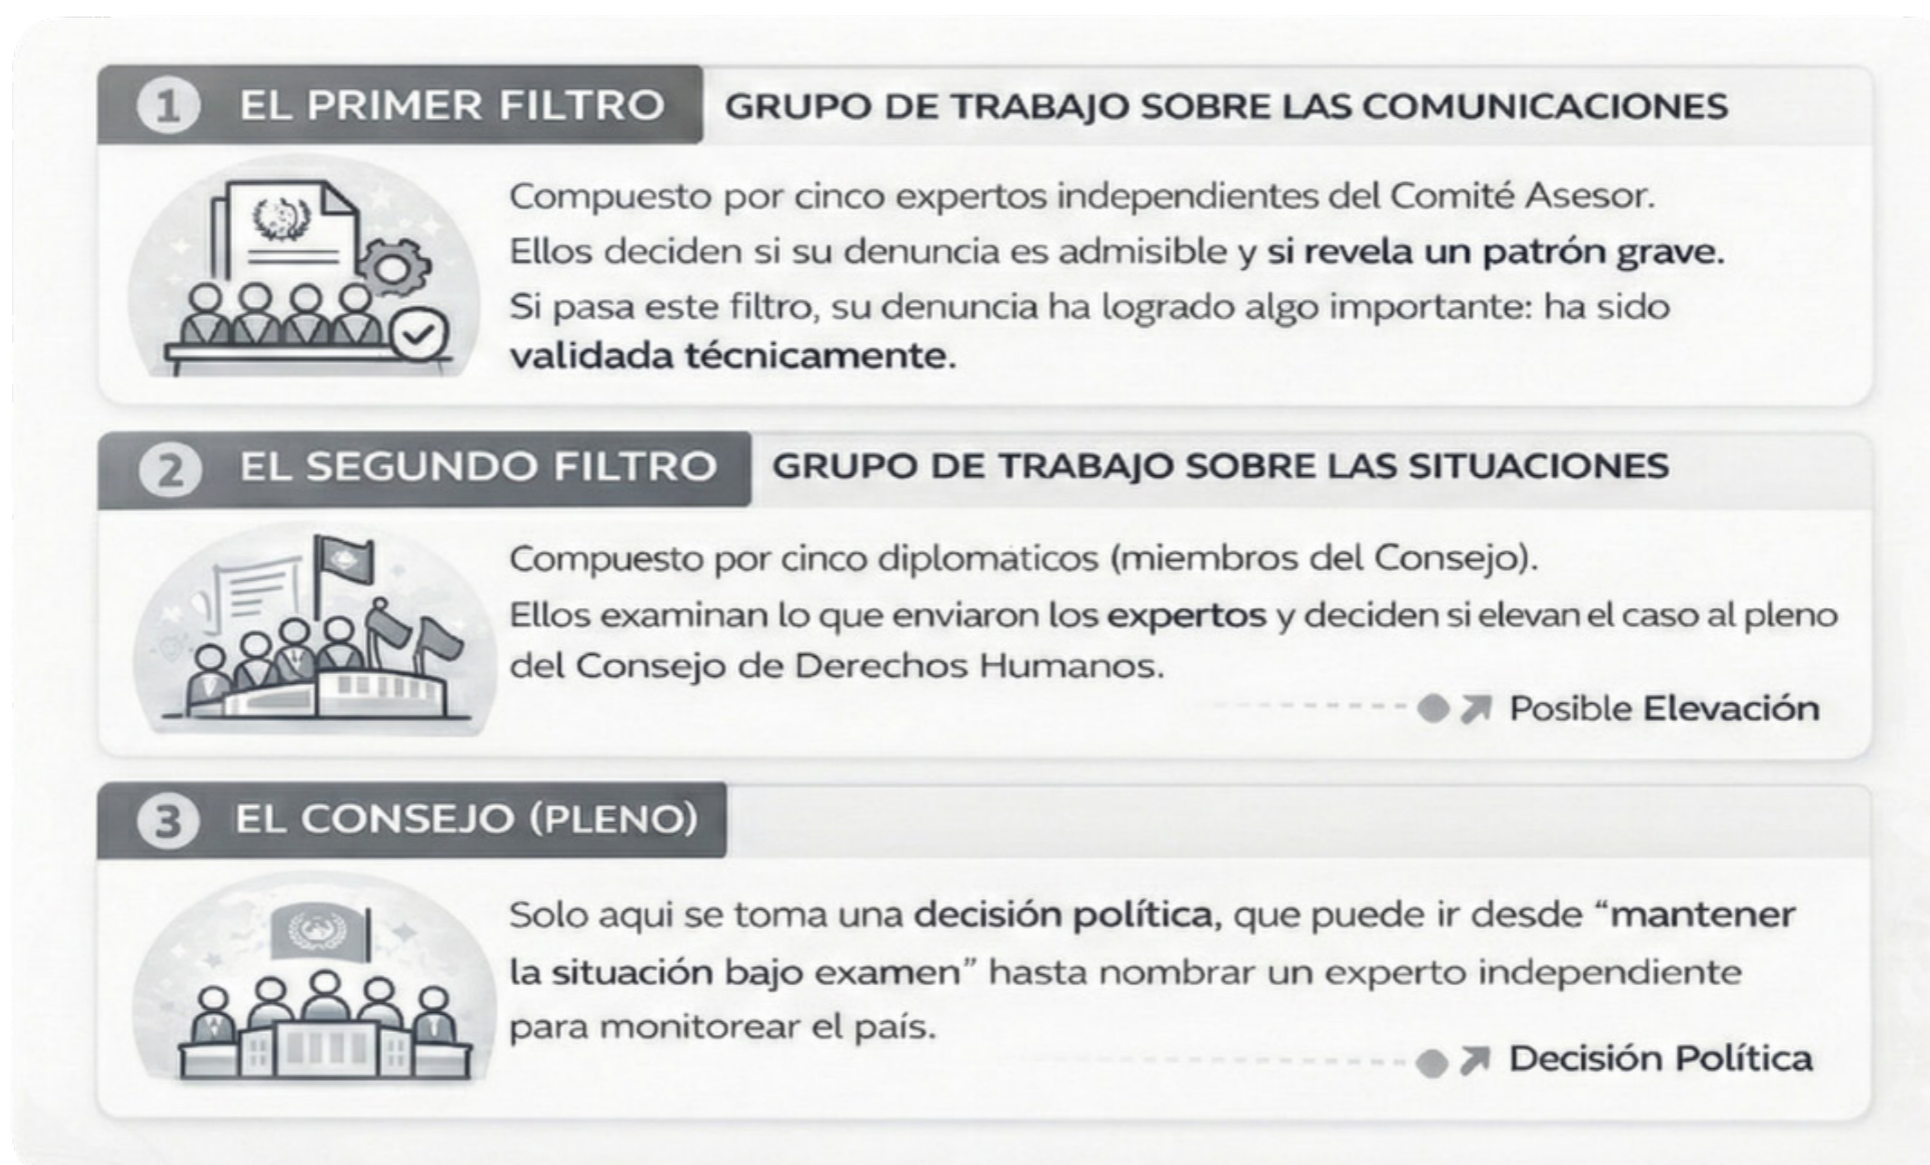 1 EL PRIMER FILTRO GRUPO DE TRABAJO SOBRE LAS COMUNICACIONES
Compuesto por cinco expertos independientes del Comité Asesor.
Ellos deciden si su denuncia es admisible y si revela un patrón grave.
Si pasa este filtro, su denuncia ha logrado algo importante: ha sido
validada técnicamente.
2 EL SEGUNDO FILTRO GRUPO DE TRABAJO SOBRE LAS SITUACIONES
Compuesto por cinco diplomáticos (miembros del Consejo).
Ellos examinan lo que enviaron los expertos y deciden si elevan el caso al pleno
del Consejo de Derechos Humanos.
Posible Elevación
3 EL CONSEJO (PLENO)
Solo aqui se toma una decisión política, que puede ir desde “mantener
la situación bajo examen” hasta nombrar un experto independiente
para monitorear el país.
Decisión Política